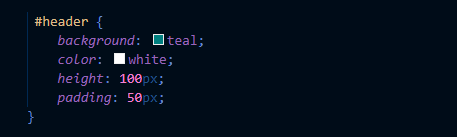 #header {
background: teal;
color: white;
height: 100px;
padding: 50px;
}